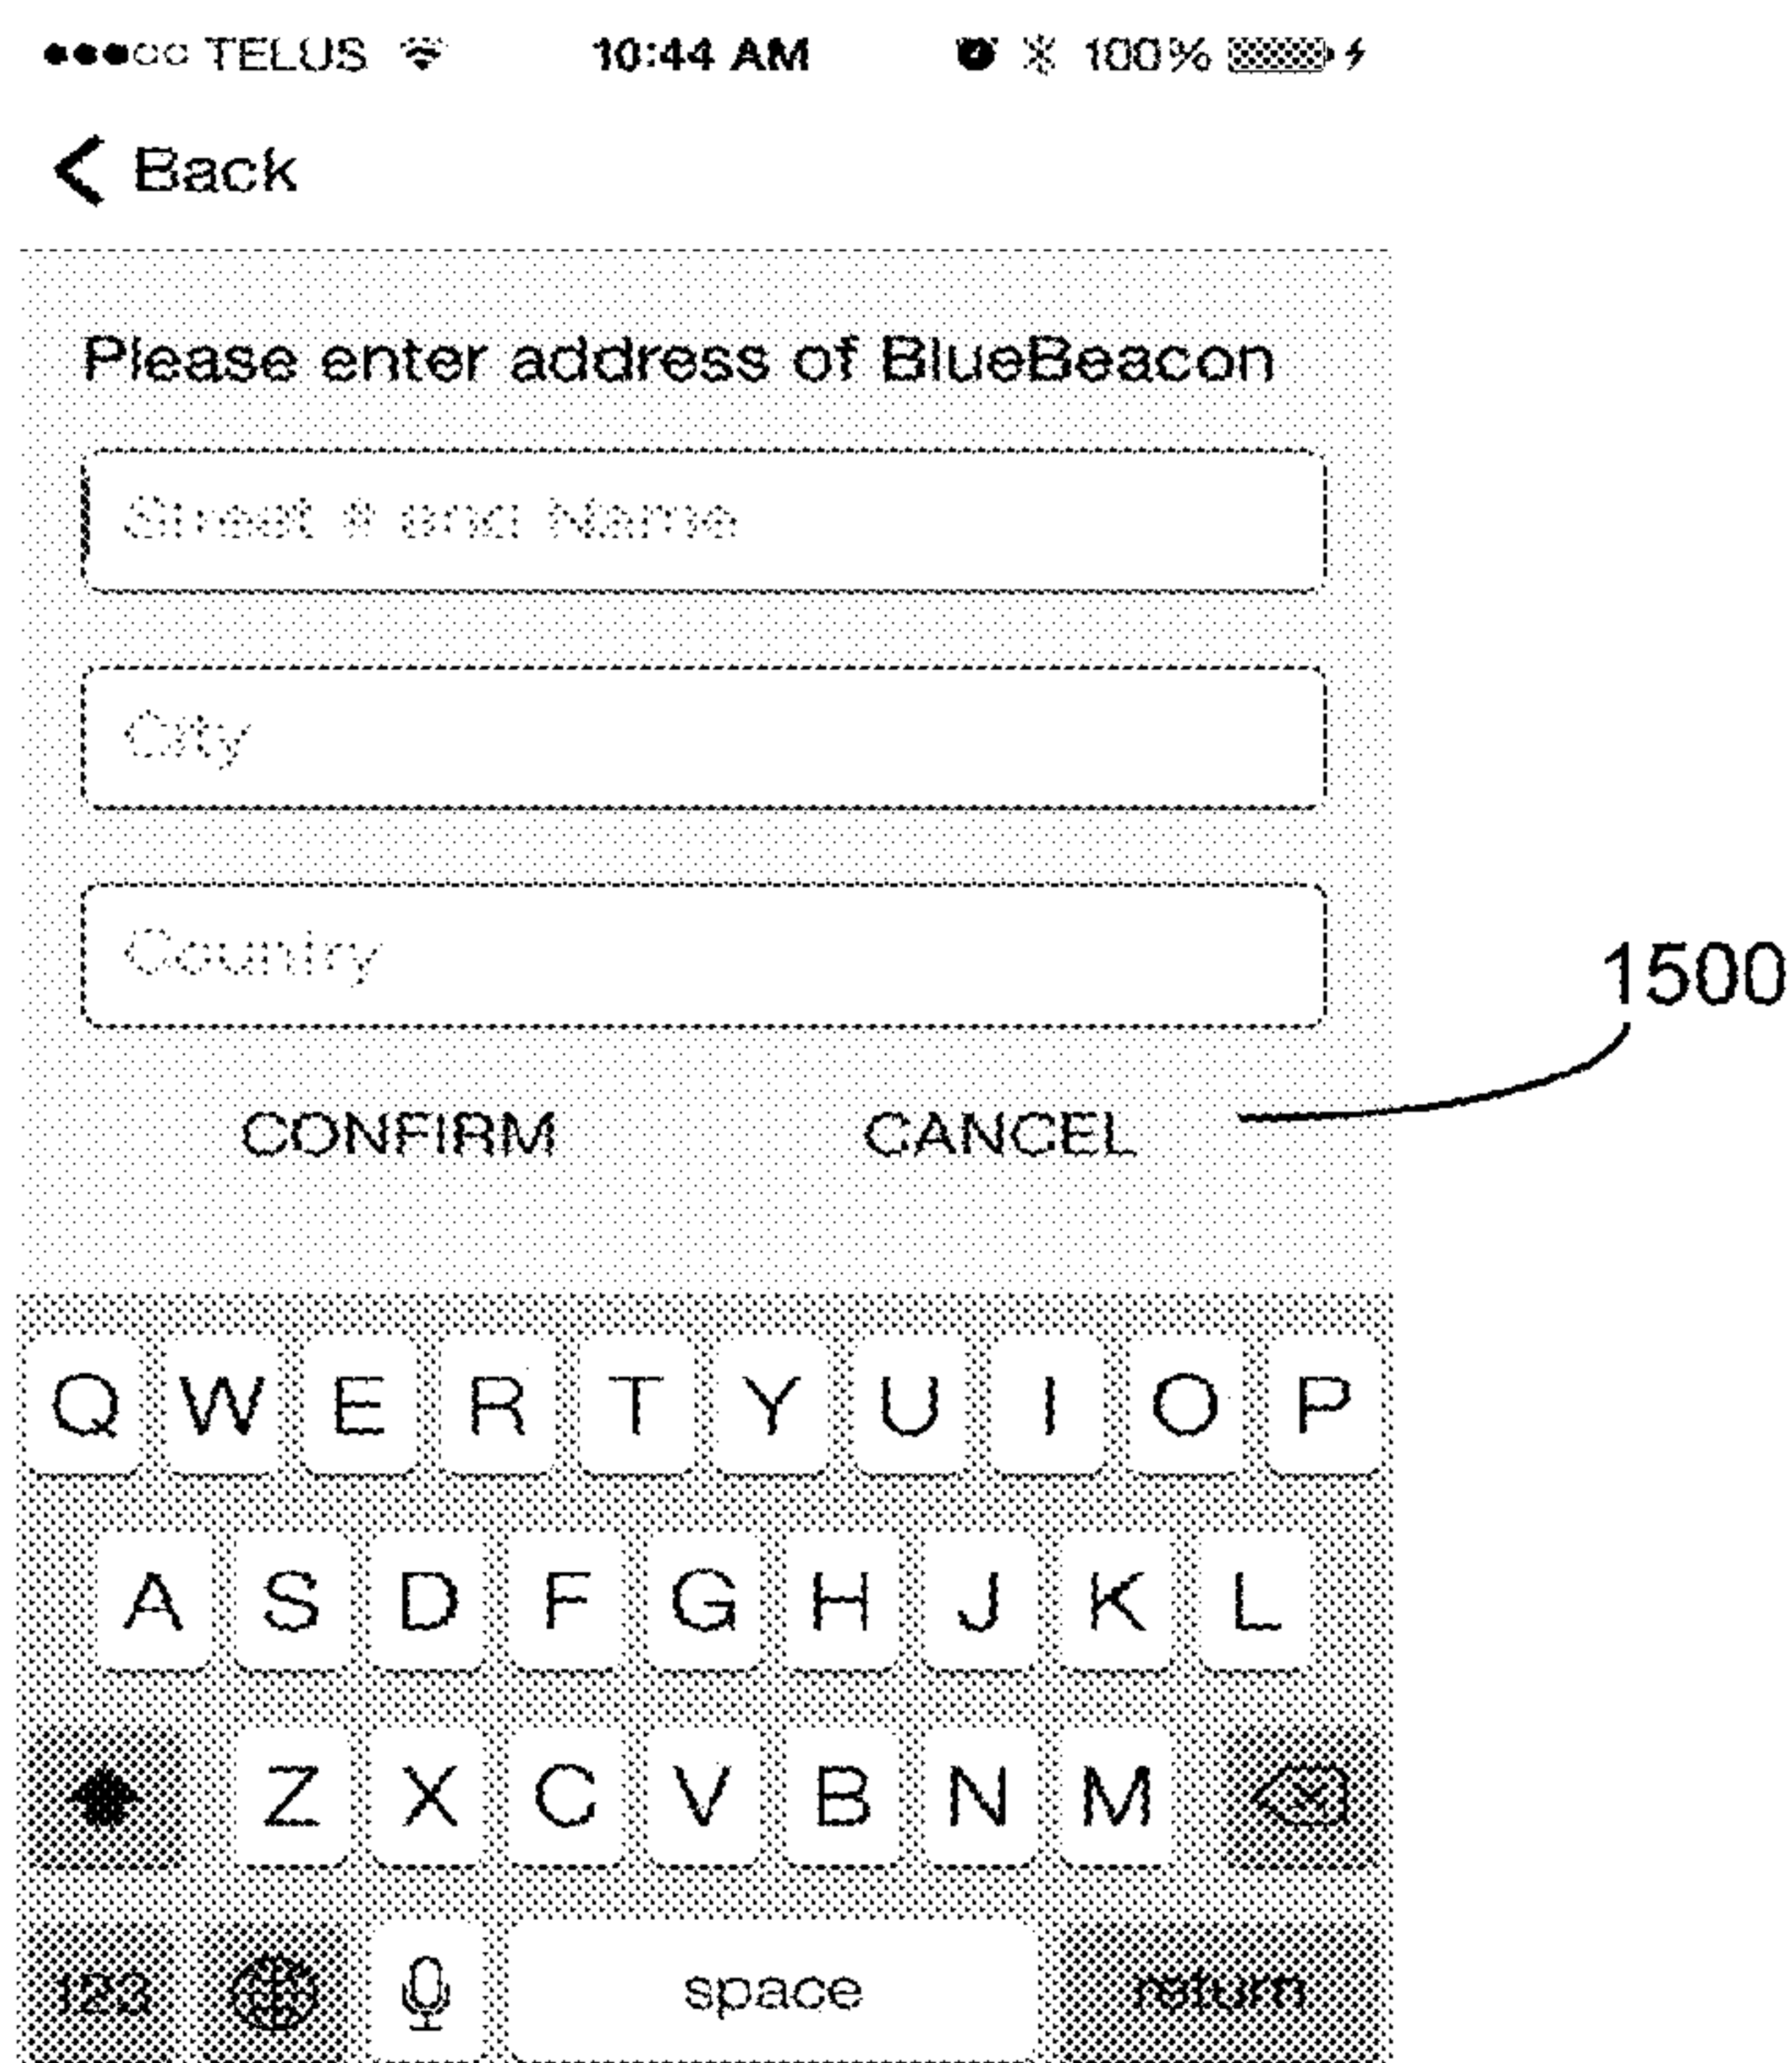 TELUS 10:44 AM 100%
Back
Please enter address of BlueBeacon
Street # and Name
City
Country
1500
CONFIRM CANCEL
Q W E R T Y U I O P
A S D F G H J K L
Z X C V B N M
123 space return